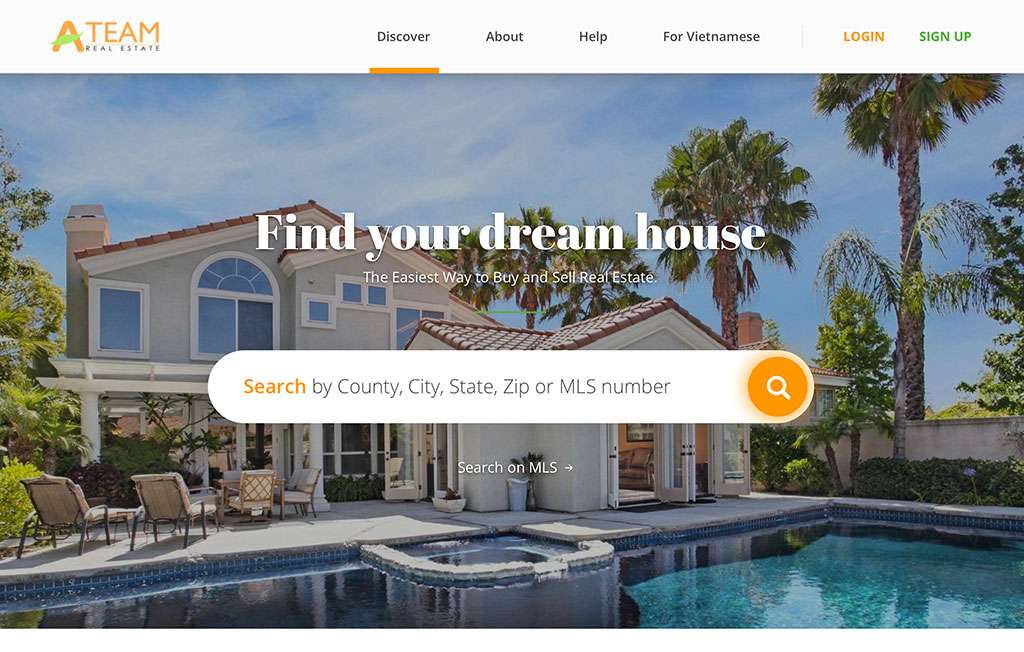 A TEAM
REAL ESTATE
Discover
About
Help
For Vietnamese
LOGIN
SIGN UP
Find your dream house
The Easiest Way to Buy and Sell Real Estate.
Search by County, City, State, Zip or MLS number
Search on MLS →